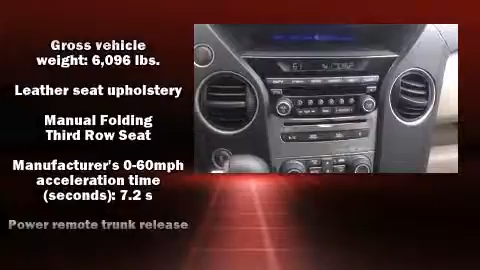 Gross vehicle
weight: 6,096 lbs.
Leather seat upholstery
Manual Folding
Third Row Seat
Manufacturer's 0-60mph
acceleration time
(seconds): 7.2 s
Power remote trunk release